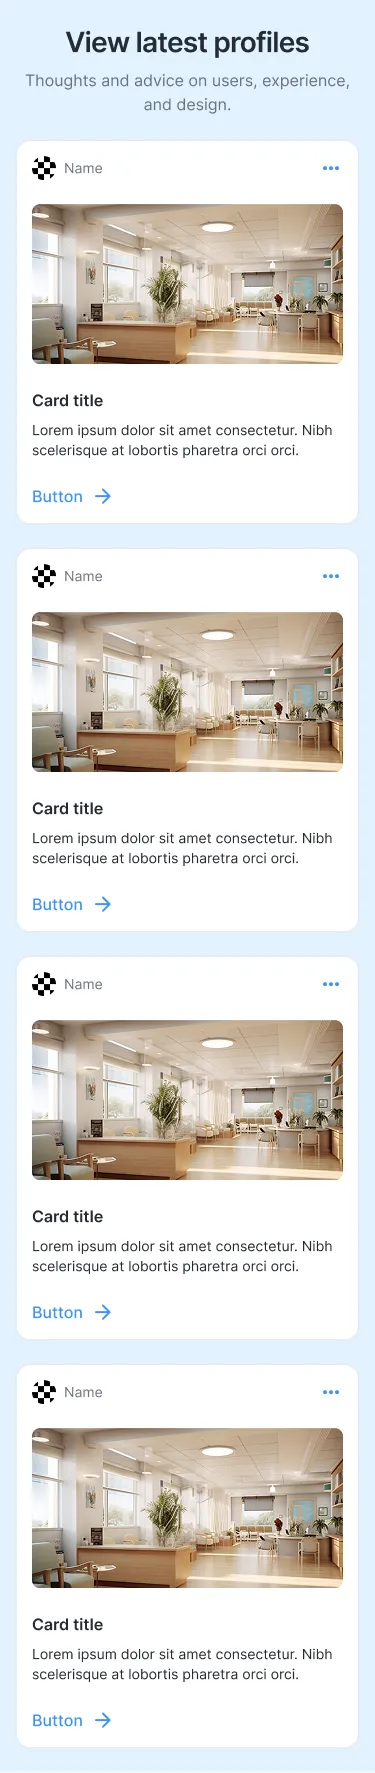 View latest profiles
Thoughts and advice on users, experience,
and design.
Name
Card title
Lorem ipsum dolor sit amet consectetur. Nibh
scelerisque at lobortis pharetra orci orci.
Button
Name
Card title
Lorem ipsum dolor sit amet consectetur. Nibh
scelerisque at lobortis pharetra orci orci.
Button
Name
Card title
Lorem ipsum dolor sit amet consectetur. Nibh
scelerisque at lobortis pharetra orci orci.
Button
Name
Card title
Lorem ipsum dolor sit amet consectetur. Nibh
scelerisque at lobortis pharetra orci orci.
Button